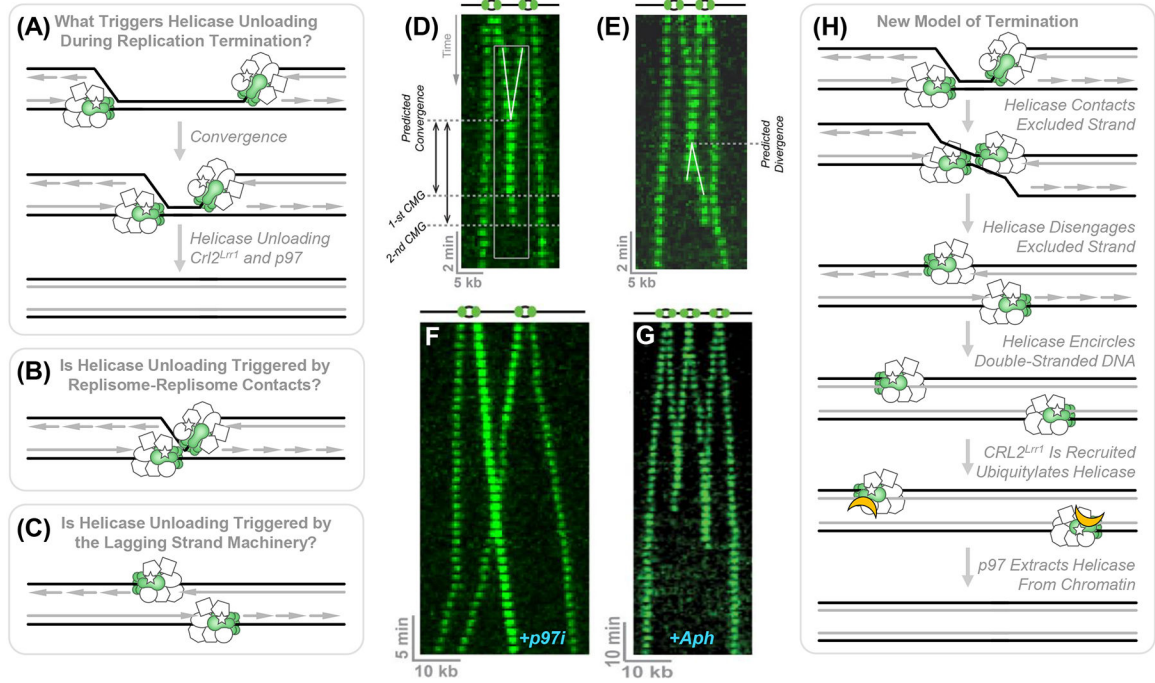 (A)
What Triggers Helicase Unloading
During Replication Termination?
Convergence
Helicase Unloading
Crl2Lrr1 and p97
(B)
Is Helicase Unloading Triggered by
Replisome-Replisome Contacts?
(C)
Is Helicase Unloading Triggered by
the Lagging Strand Machinery?
(D)
Time
Predicted
Convergence
1-st CMG
2-nd CMG
2 min
5 kb
(E)
Predicted
Divergence
2 min
5 kb
F
+p97i
5 min
10 kb
G
+Aph
10 min
10 kb
(H)
New Model of Termination
Helicase Contacts
Excluded Strand
Helicase Disengages
Excluded Strand
Helicase Encircles
Double-Stranded DNA
CRL2Lrr1 Is Recruited
Ubiquitylates Helicase
p97 Extracts Helicase
From Chromatin